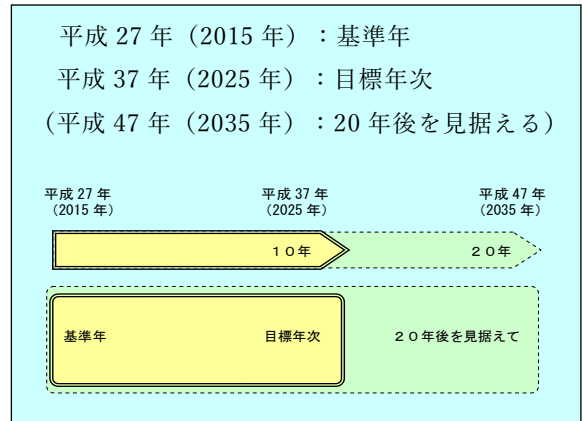 平成 27 年（2015 年）：基準年
平成 37 年（2025 年）：目標年次
（平成 47 年（2035 年）：20 年後を見据える）
平成 27 年 平成 37 年 平成 47 年
（2015 年） （2025 年） （2035 年）
１０年 ２０年
基準年 目標年次 ２０年後を見据えて